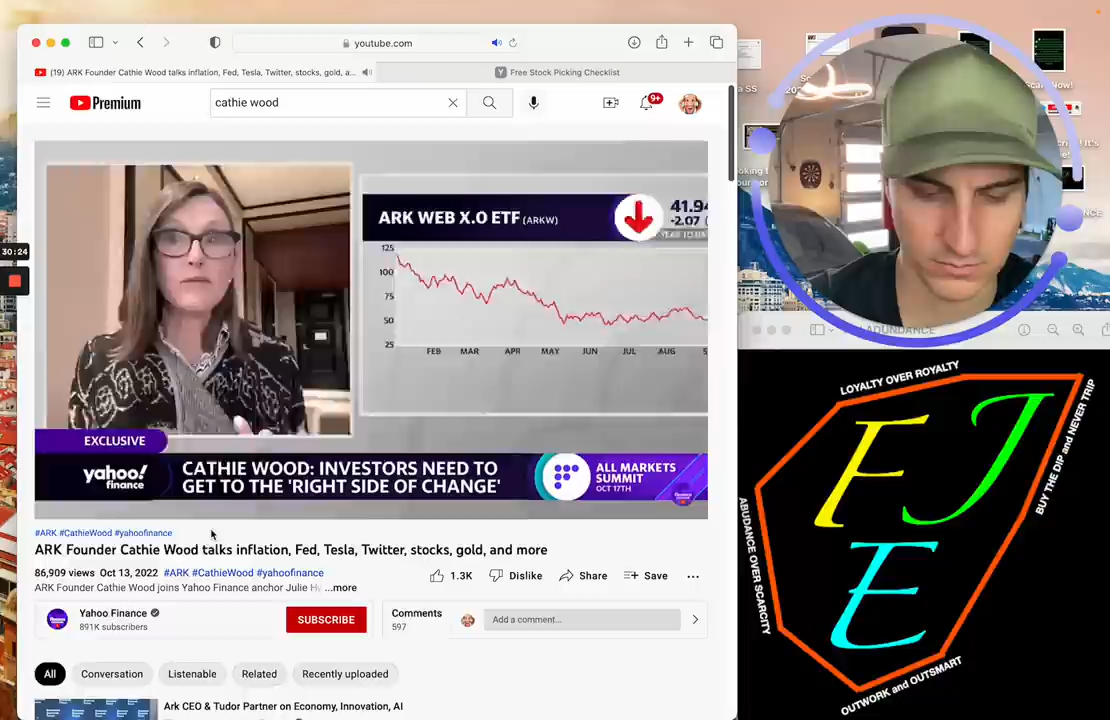 youtube.com
(19) ARK Founder Cathie Wood talks inflation, Fed, Tesla, Twitter, stocks, gold, a...
Y Free Stock Picking Checklist
Premium
cathie wood
9+
30:24
ARK WEB X.O ETF (ARKW)
41.94
-2.07
125
100
75
50
25
FEB MAR APR MAY JUN JUL AUG
EXCLUSIVE
yahoo!
finance
CATHIE WOOD: INVESTORS NEED TO
GET TO THE 'RIGHT SIDE OF CHANGE'
ALL MARKETS
SUMMIT
OCT 17TH
#ARK #CathieWood #yahoofinance
ARK Founder Cathie Wood talks inflation, Fed, Tesla, Twitter, stocks, gold, and more
86,909 views Oct 13, 2022 #ARK #CathieWood #yahoofinance
1.3K Dislike Share Save
ARK Founder Cathie Wood joins Yahoo Finance anchor Julie Hy ...more
Yahoo Finance
891K subscribers
SUBSCRIBE
Comments
597
Add a comment...
All Conversation Listenable Related Recently uploaded
Ark CEO & Tudor Partner on Economy, Innovation, AI
LOYALTY OVER ROYALTY
BUY THE DIP and NEVER TRIP
ABUDANCE OVER SCARCITY
F J
E
OUTWORK and OUTSMART